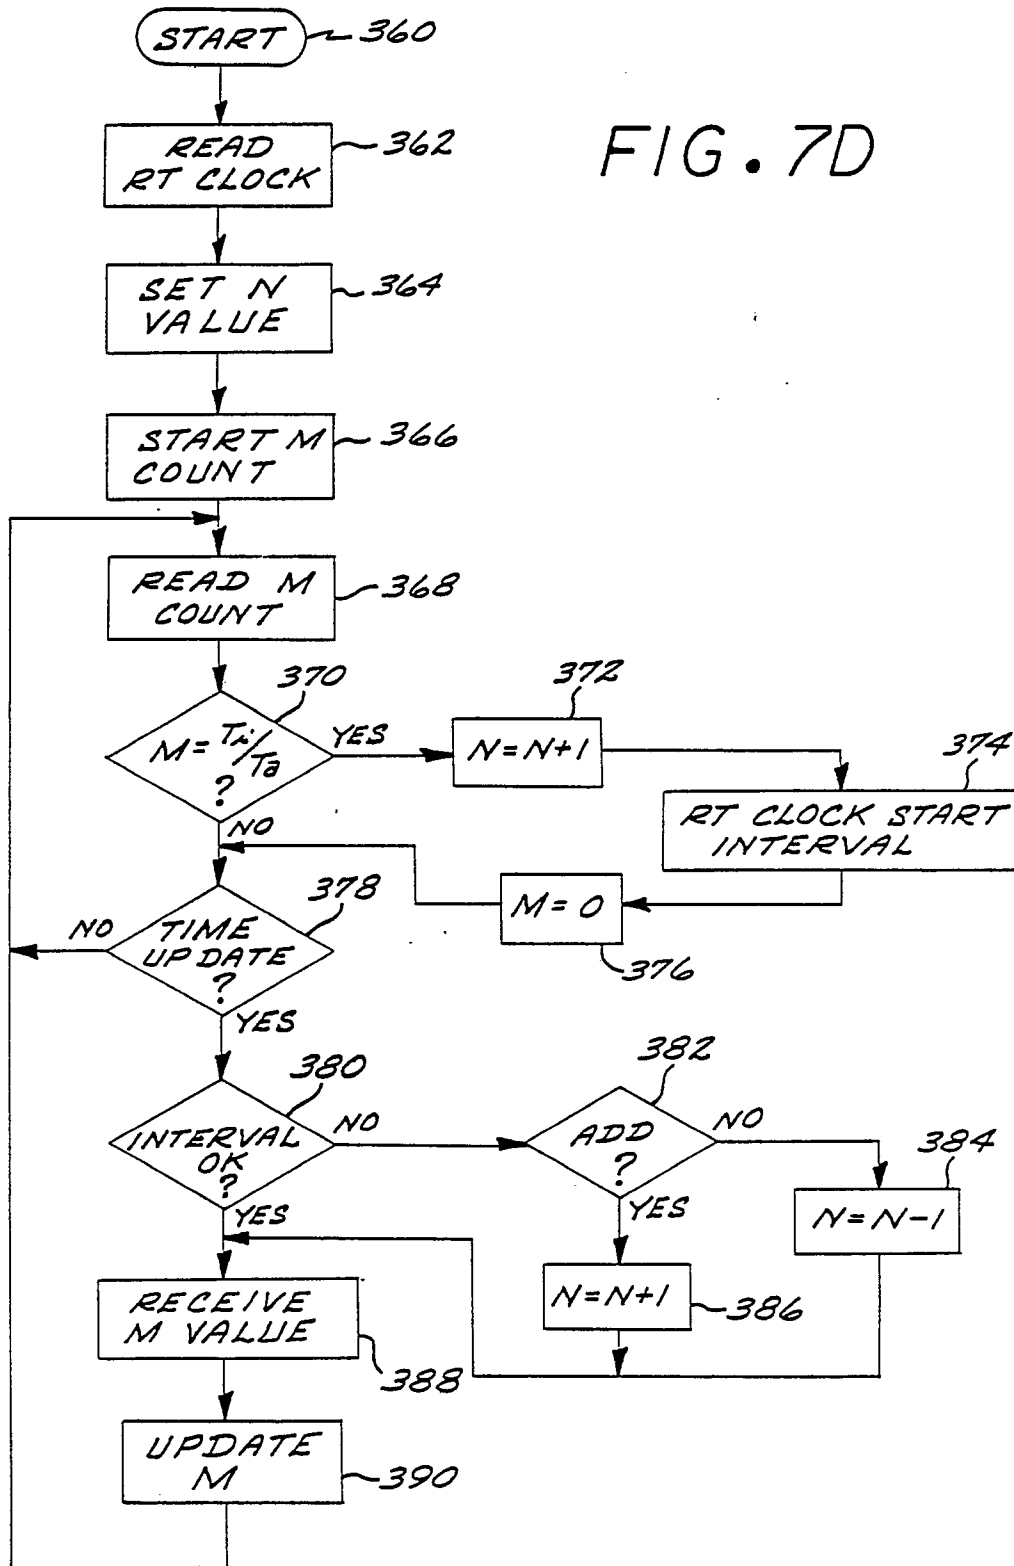 START 360
FIG. 7D
READ
RT CLOCK
362
SET N
VALUE
364
START M
COUNT
366
READ M
COUNT
368
370
M = Ti/Ta
?
YES
NO
372
N=N+1
374
RT CLOCK START
INTERVAL
M=0
376
378
TIME
UPDATE
?
NO
YES
380
INTERVAL
OK
?
NO
YES
382
ADD
?
NO
YES
384
N=N-1
N=N+1
386
RECEIVE
M VALUE
388
UPDATE
M
390